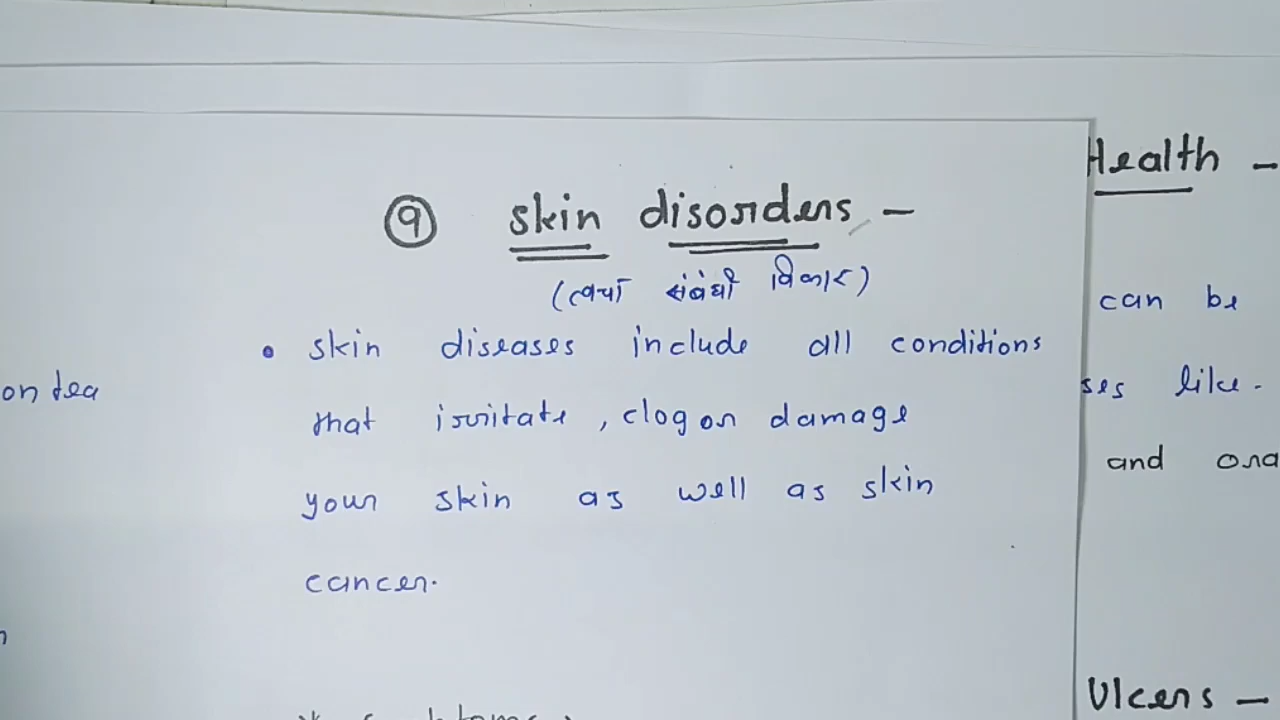 Health -
⑨ skin disorders -
(त्वचा संबंधी विकार)
can be
• skin diseases include all conditions
on tea
ses like.
that irritate, clog or damage
and ora
your skin as well as skin
cancer.
Ulcers -